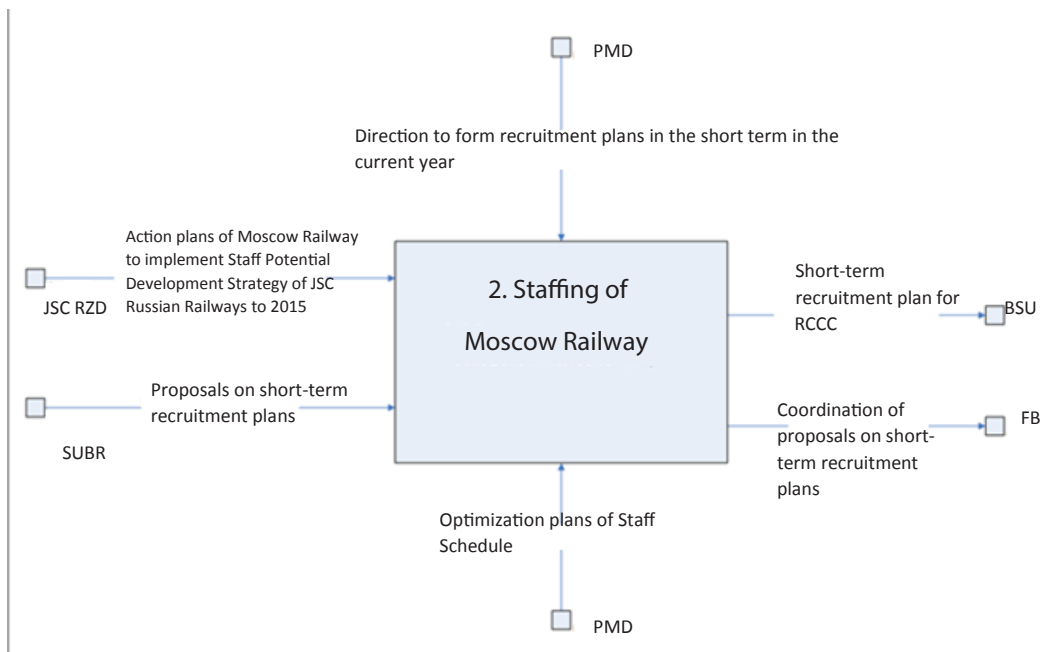 PMD
Direction to form recruitment plans in the short term in the
current year
Action plans of Moscow Railway
to implement Staff Potential
Development Strategy of JSC
Russian Railways to 2015
JSC RZD
2. Staffing of
Moscow Railway
Short-term
recruitment plan for
RCCC
BSU
Proposals on short-term
recruitment plans
SUBR
Coordination of
proposals on short-
term recruitment
plans
FB
Optimization plans of Staff
Schedule
PMD